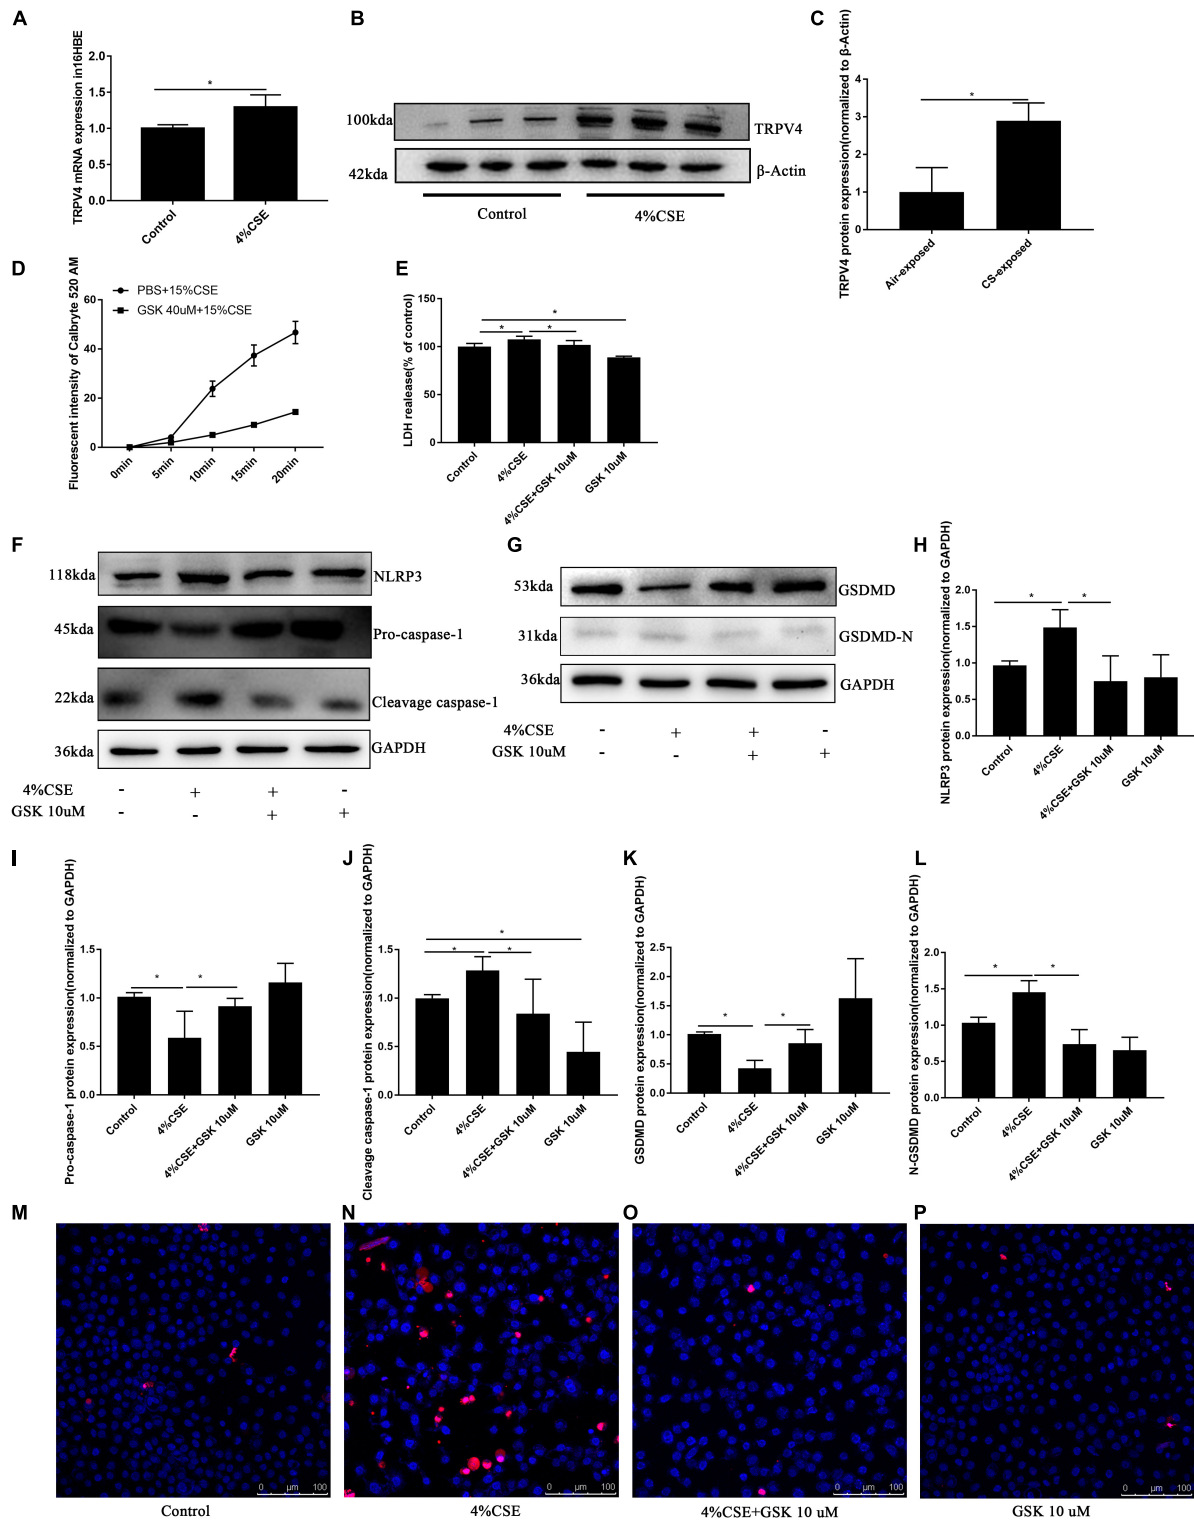 A
TRPV4 mRNA expression in16HBE
2.0
1.5
1.0
0.5
0.0
*
Control
4%CSE
B
100kda
TRPV4
42kda
β-Actin
Control
4%CSE
C
TRPV4 protein expression(normalized to β-Actin)
4
3
2
1
0
*
Air-exposed
CS-exposed
D
Fluorescent intensity of Calbryte 520 AM
PBS+15%CSE
GSK 40uM+15%CSE
60
40
20
0
0min
5min
10min
15min
20min
E
LDH realease(% of control)
150
100
50
0
*
*
*
Control
4%CSE
4%CSE+GSK 10uM
GSK 10uM
F
118kda
NLRP3
45kda
Pro-caspase-1
22kda
Cleavage caspase-1
36kda
GAPDH
4%CSE - + + -
GSK 10uM - - + +
G
53kda
GSDMD
31kda
GSDMD-N
36kda
GAPDH
4%CSE - + + -
GSK 10uM - - + +
H
NLRP3 protein expression(normalized to GAPDH)
2.0
1.5
1.0
0.5
0.0
*
*
Control
4%CSE
4%CSE+GSK 10uM
GSK 10uM
I
Pro-caspase-1 protein expression(normalized to GAPDH)
1.5
1.0
0.5
0.0
*
*
Control
4%CSE
4%CSE+GSK 10uM
GSK 10uM
J
Cleavage caspase-1 protein expression(normalized to GAPDH)
1.5
1.0
0.5
0.0
*
*
*
Control
4%CSE
4%CSE+GSK 10uM
GSK 10uM
K
GSDMD protein expression(normalized to GAPDH)
2.5
2.0
1.5
1.0
0.5
0.0
*
*
Control
4%CSE
4%CSE+GSK 10uM
GSK 10uM
L
N-GSDMD protein expression(normalized to GAPDH)
2.0
1.5
1.0
0.5
0.0
*
*
Control
4%CSE
4%CSE+GSK 10uM
GSK 10uM
M
0 µm 100
Control
N
0 µm 100
4%CSE
O
0 µm 100
4%CSE+GSK 10 uM
P
0 µm 100
GSK 10 uM